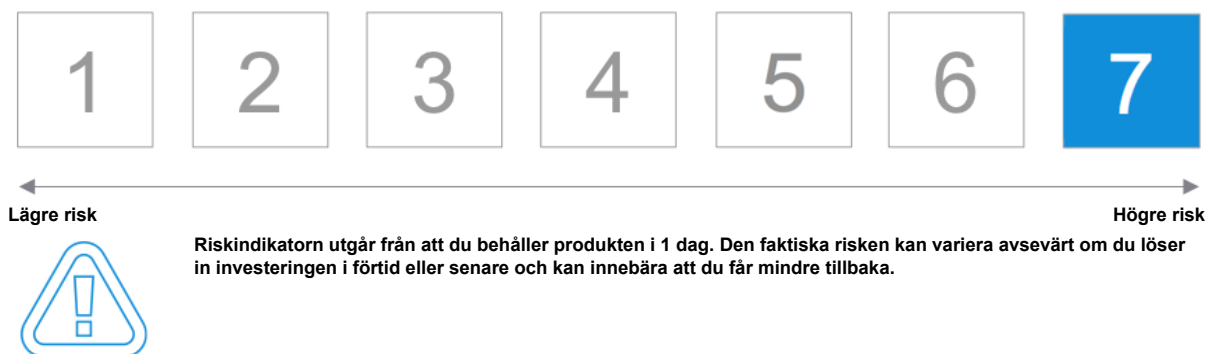 1 2 3 4 5 6 7
Lägre risk Högre risk
Riskindikatorn utgår från att du behåller produkten i 1 dag. Den faktiska risken kan variera avsevärt om du löser
in investeringen i förtid eller senare och kan innebära att du får mindre tillbaka.